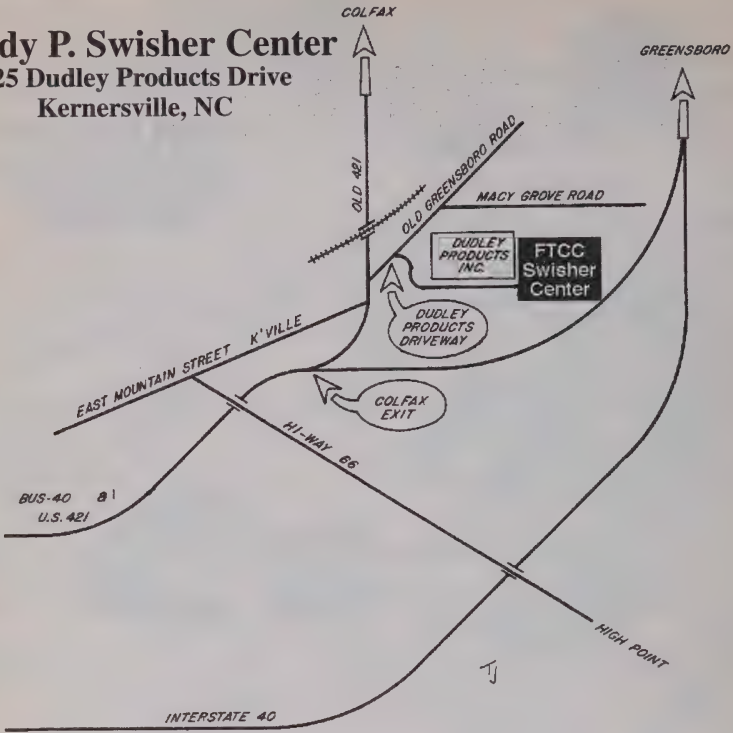 COLFAX
dy P. Swisher Center
25 Dudley Products Drive
Kernersville, NC
GREENSBORO
OLD 421
OLD GREENSBORO ROAD
MACY GROVE ROAD
DUDLEY
PRODUCTS
INC.
FTCC
Swisher
Center
DUDLEY
PRODUCTS
DRIVEWAY
EAST MOUNTAIN STREET K'VILLE
COLFAX
EXIT
HI-WAY 66
BUS-40 &
U.S. 421
HIGH POINT
TJ
INTERSTATE 40